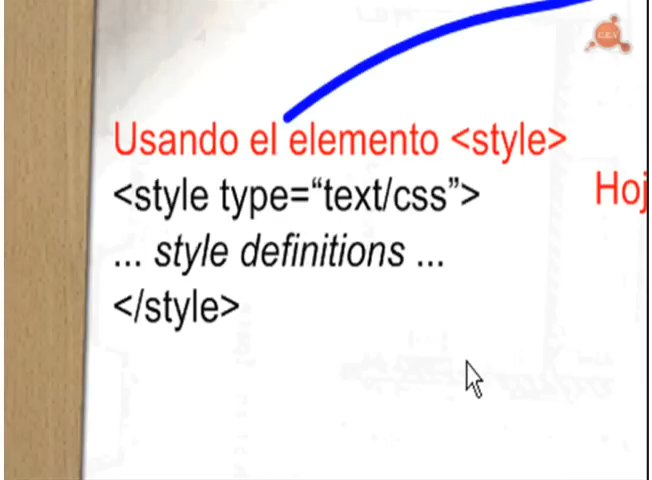 Usando el elemento <style>
<style type=“text/css”>
Hoj
... style definitions ...
</style>